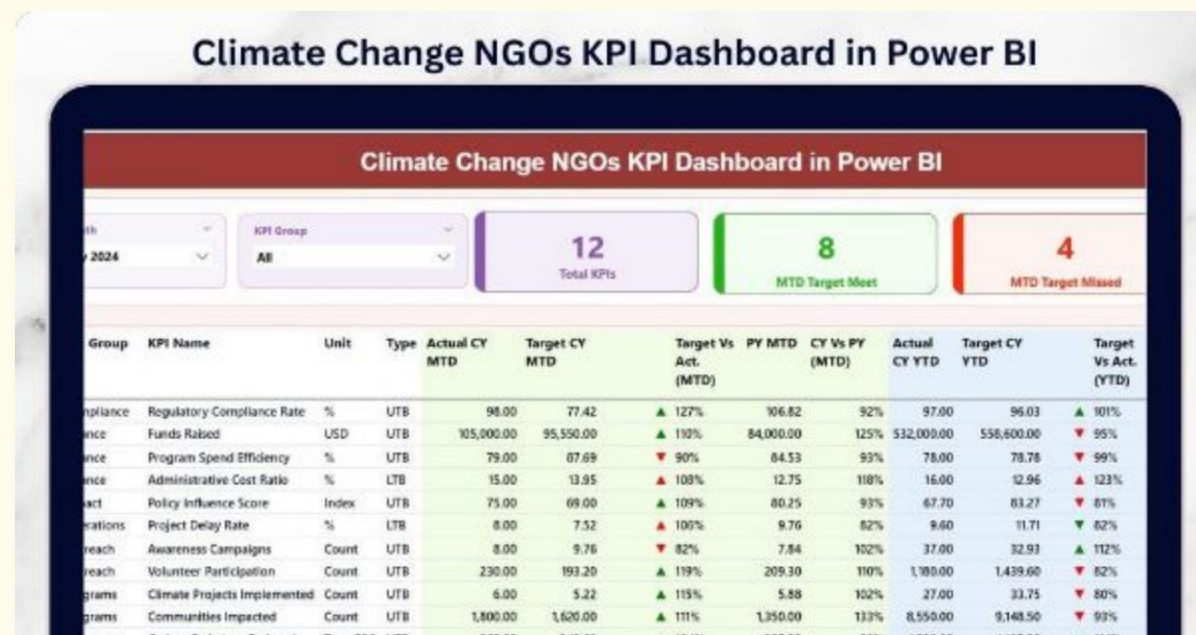 Climate Change NGOs KPI Dashboard in Power BI
Climate Change NGOs KPI Dashboard in Power BI
KPI Group
2024 All
12 Total KPIs
8 MTD Target Meet
4 MTD Target Missed
Group KPI Name Unit Type Actual CY MTD Target CY MTD Target Vs Act. (MTD) PY MTD CY Vs PY (MTD) Actual CY YTD Target CY YTD Target Vs Act. (YTD)
Regulatory Compliance Rate % UTB 98.00 77.42 ▲ 127% 106.82 92% 97.00 96.03 ▲ 101%
Funds Raised USD UTB 105,000.00 95,550.00 ▲ 110% 84,000.00 125% 532,000.00 558,600.00 ▼ 95%
Program Spend Efficiency % UTB 79.00 87.69 ▼ 90% 84.53 93% 78.00 78.78 ▼ 99%
Administrative Cost Ratio % LTB 15.00 13.95 ▲ 108% 12.75 118% 16.00 12.96 ▲ 123%
Policy Influence Score Index UTB 75.00 69.00 ▲ 109% 80.25 93% 67.70 83.27 ▼ 81%
Project Delay Rate % LTB 8.00 7.52 ▲ 106% 9.76 82% 9.60 11.71 ▼ 82%
Awareness Campaigns Count UTB 8.00 9.76 ▼ 82% 7.84 102% 37.00 32.93 ▲ 112%
Volunteer Participation Count UTB 230.00 193.20 ▲ 119% 209.30 110% 1,180.00 1,439.60 ▼ 82%
Climate Projects Implemented Count UTB 6.00 5.22 ▲ 115% 5.88 102% 27.00 33.75 ▼ 80%
Communities Impacted Count UTB 1,800.00 1,620.00 ▲ 111% 1,350.00 133% 8,550.00 9,148.50 ▼ 93%